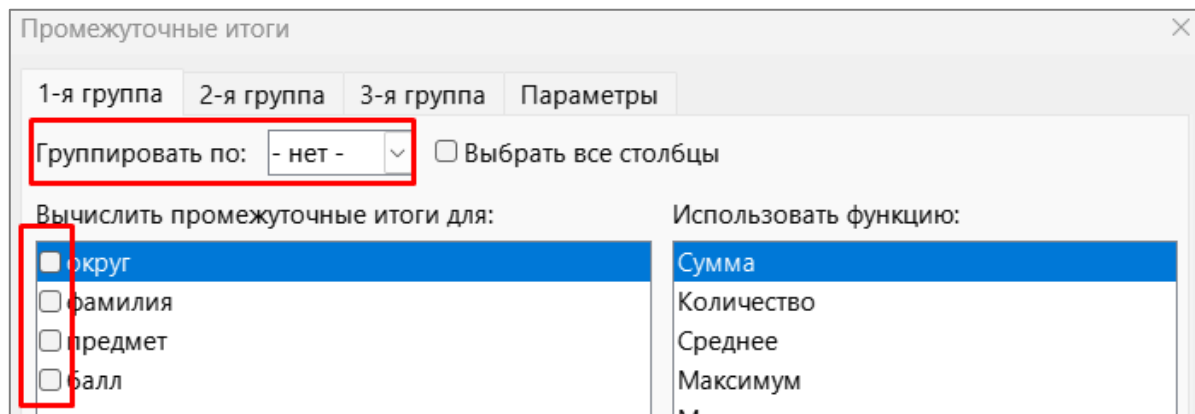 Промежуточные итоги
1-я группа 2-я группа 3-я группа Параметры
Группировать по: - нет - Выбрать все столбцы
Вычислить промежуточные итоги для: Использовать функцию:
округ Сумма
фамилия Количество
предмет Среднее
балл Максимум